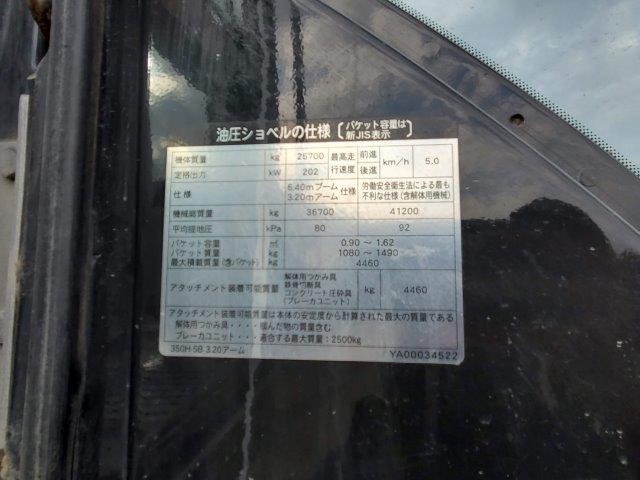 油圧ショベルの仕様〔バケット容量は新JIS表示〕
機体質量 kg 25700 最高走行速度 前進 後進 km/h 5.0
定格出力 kW 202
仕様 6.40mブーム 3.20mアーム 仕様 労働安全衛生法による最も不利な仕様(含解体用機械)
機械総質量 kg 36700 41200
平均接地圧 kPa 80 92
バケット容量 ㎥ 0.90 ～ 1.62
バケット質量 kg 1080 ～ 1490
最大積載質量(含バケット) kg 4460
アタッチメント装着可能質量 解体用つかみ具 鉄骨切断具 コンクリート圧砕具 (ブレーカユニット) kg 4460
アタッチメント装着可能質量は本体の安定度から計算された最大の質量である
解体用つかみ具・・・・掴んだ物の質量含む
ブレーカユニット・・・適合する最大質量：2500kg
350H-5B 3.20アーム YA00034522